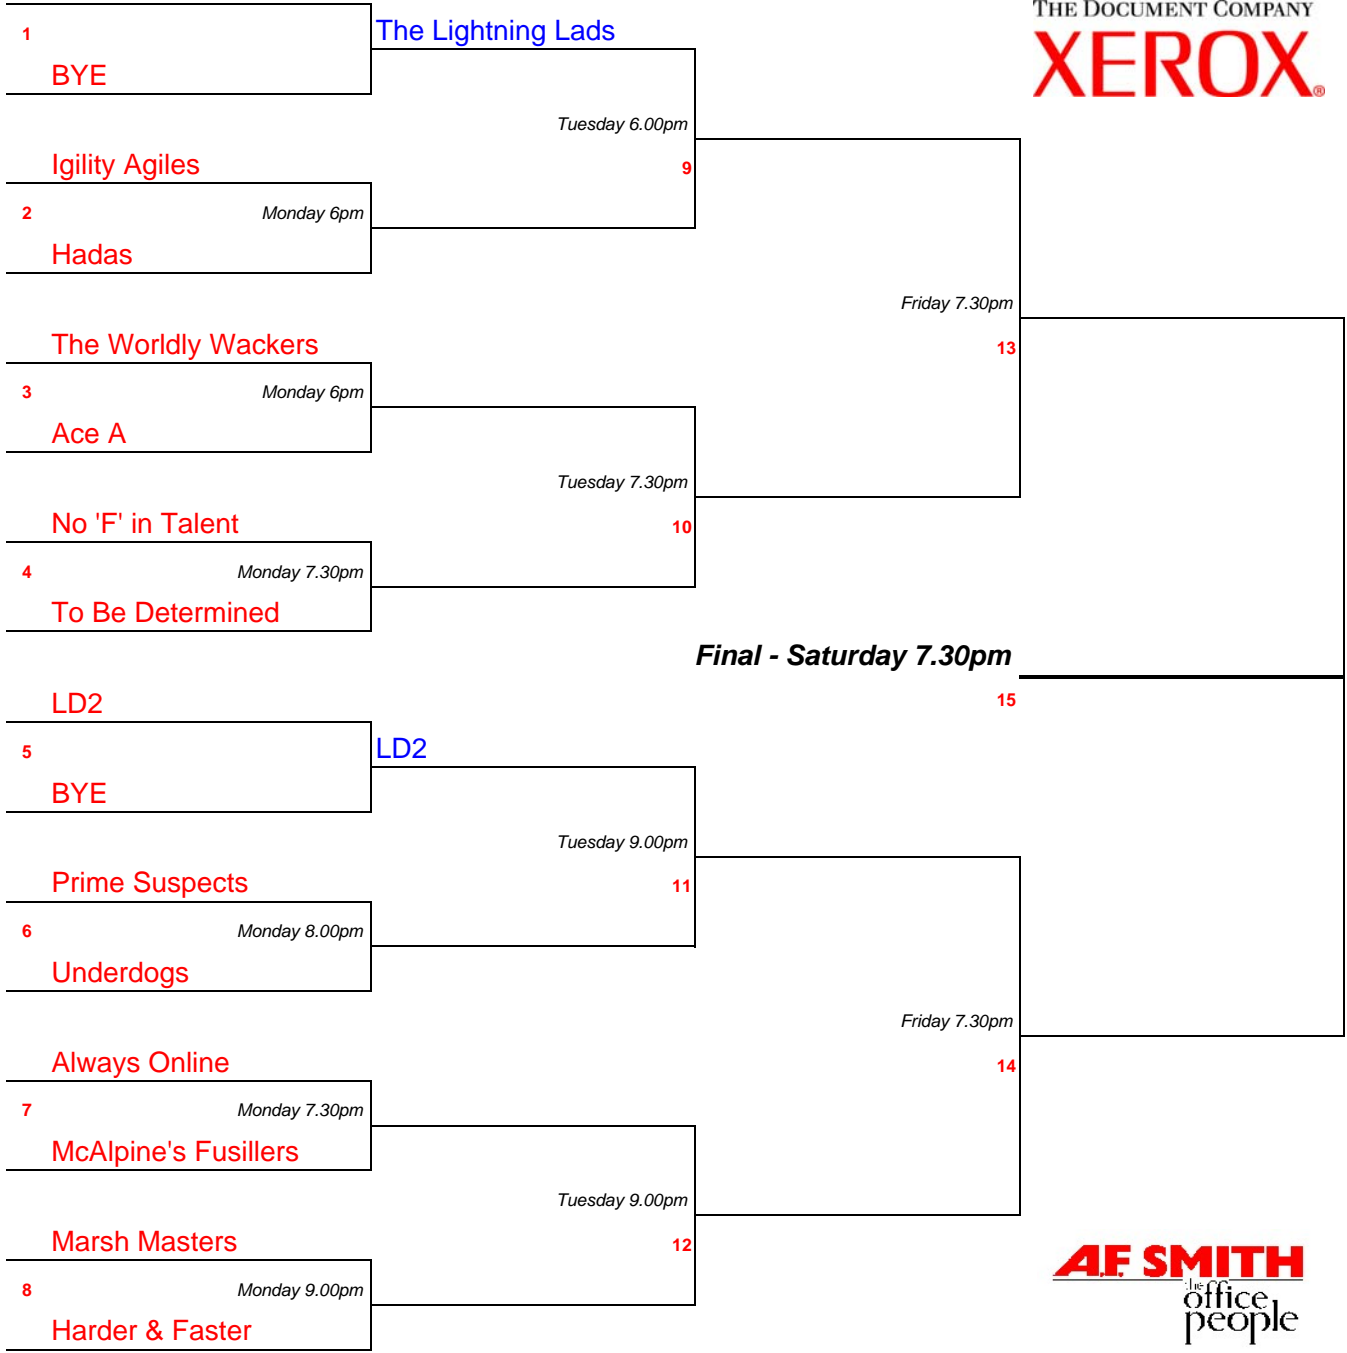 THE DOCUMENT COMPANY
XEROX®
1
The Lightning Lads
BYE
Tuesday 6.00pm
9
Igility Agiles
2 Monday 6pm
Hadas
Friday 7.30pm
13
The Worldly Wackers
3 Monday 6pm
Ace A
Tuesday 7.30pm
10
No 'F' in Talent
4 Monday 7.30pm
To Be Determined
Final - Saturday 7.30pm
15
LD2
5
LD2
BYE
Tuesday 9.00pm
11
Prime Suspects
6 Monday 8.00pm
Underdogs
Friday 7.30pm
14
Always Online
7 Monday 7.30pm
McAlpine's Fusillers
Tuesday 9.00pm
12
Marsh Masters
8 Monday 9.00pm
Harder & Faster
A.F. SMITH
the
office
people